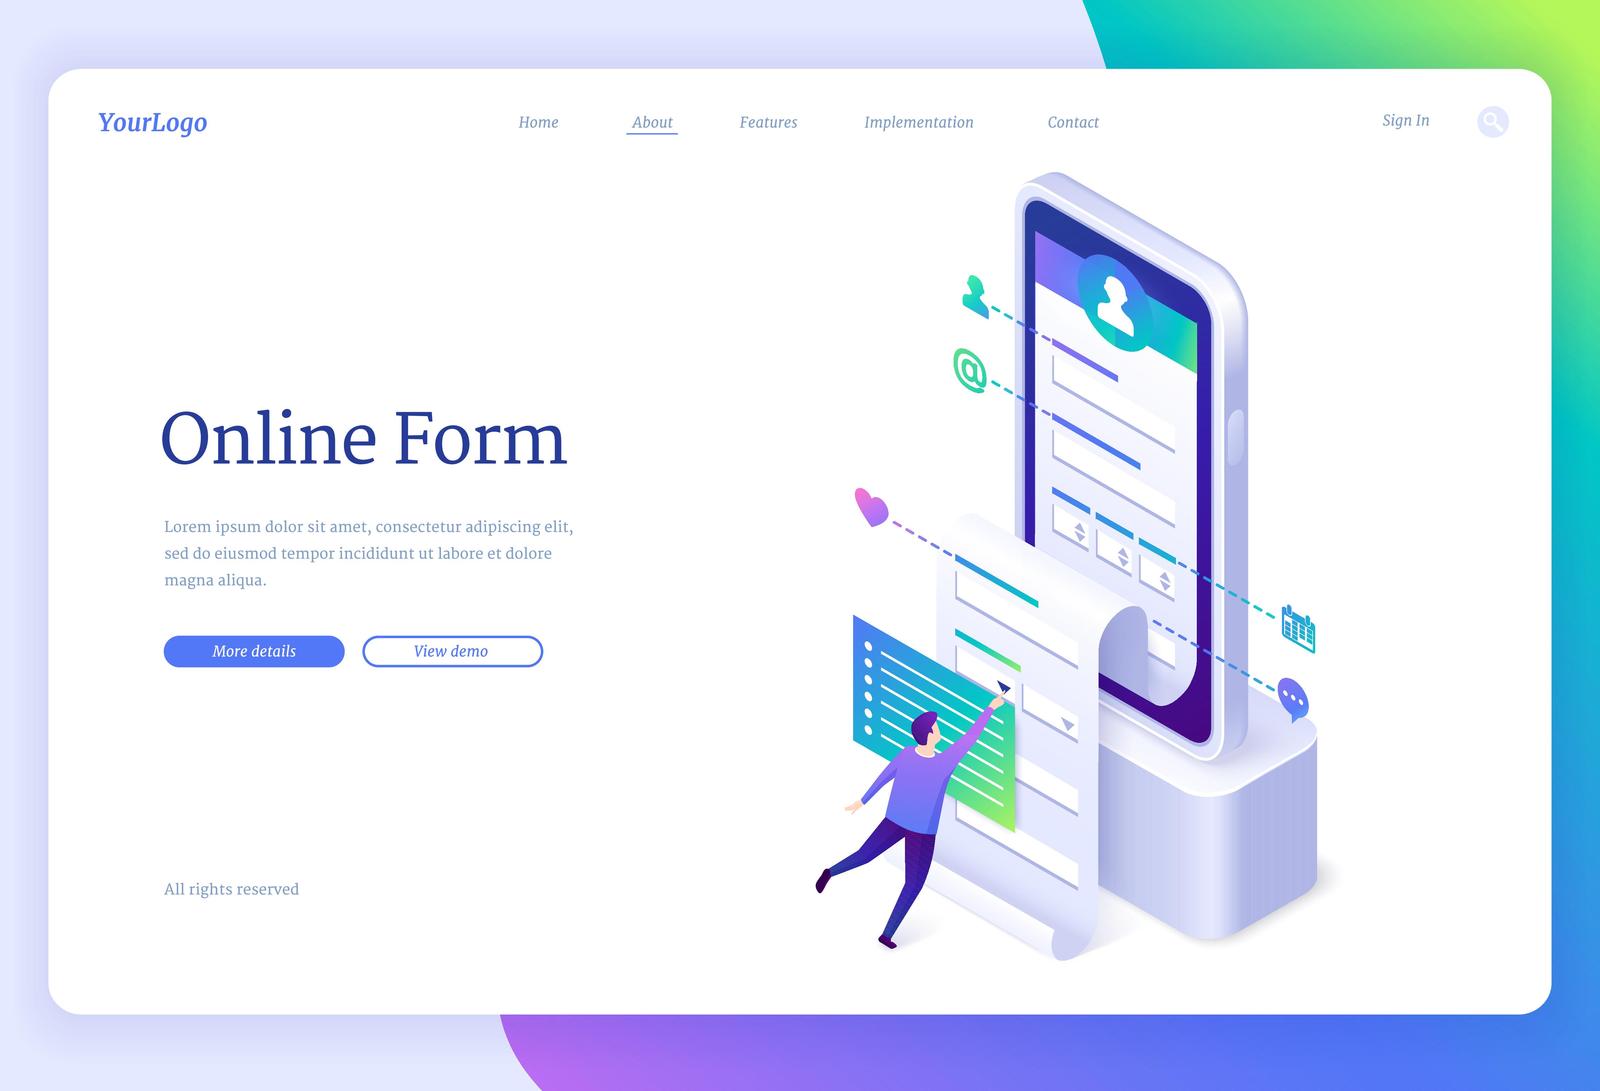 YourLogo
Home
About
Features
Implementation
Contact
Sign In
Online Form
Lorem ipsum dolor sit amet, consectetur adipiscing elit,
sed do eiusmod tempor incididunt ut labore et dolore
magna aliqua.
More details
View demo
All rights reserved